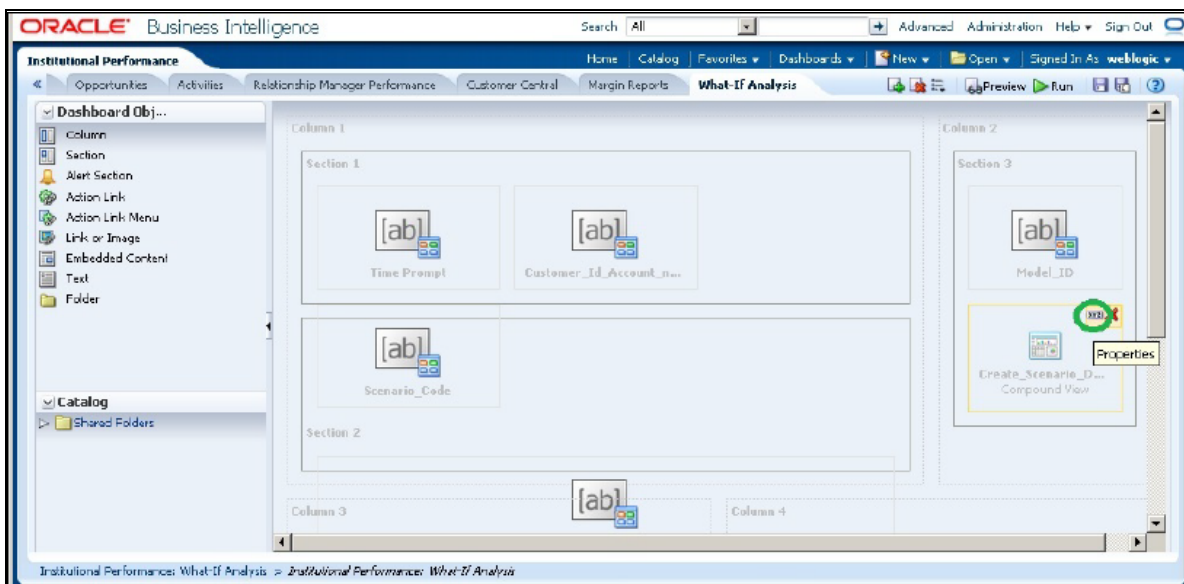 ORACLE Business Intelligence
Search All Advanced Administration Help Sign Out
Institutional Performance
Home Catalog Favorites Dashboards New Open Signed In As weblogic
« Opportunities Activities Relationship Manager Performance Customer Central Margin Reports What-If Analysis Preview Run
Dashboard Obj...
Column
Section
Alert Section
Action Link
Action Link Menu
Link or Image
Embedded Content
Text
Folder
Catalog
Shared Folders
Column 1
Section 1
[ab]
Time Prompt
[ab]
Customer_Id_Account_n...
[ab]
Scenario_Code
Section 2
[ab]
Column 3
Column 4
Column 2
Section 3
[ab]
Model_ID
XYZ
Properties
Create_Scenario_D...
Compound View
Institutional Performance: What-If Analysis > Institutional Performance: What-If Analysis